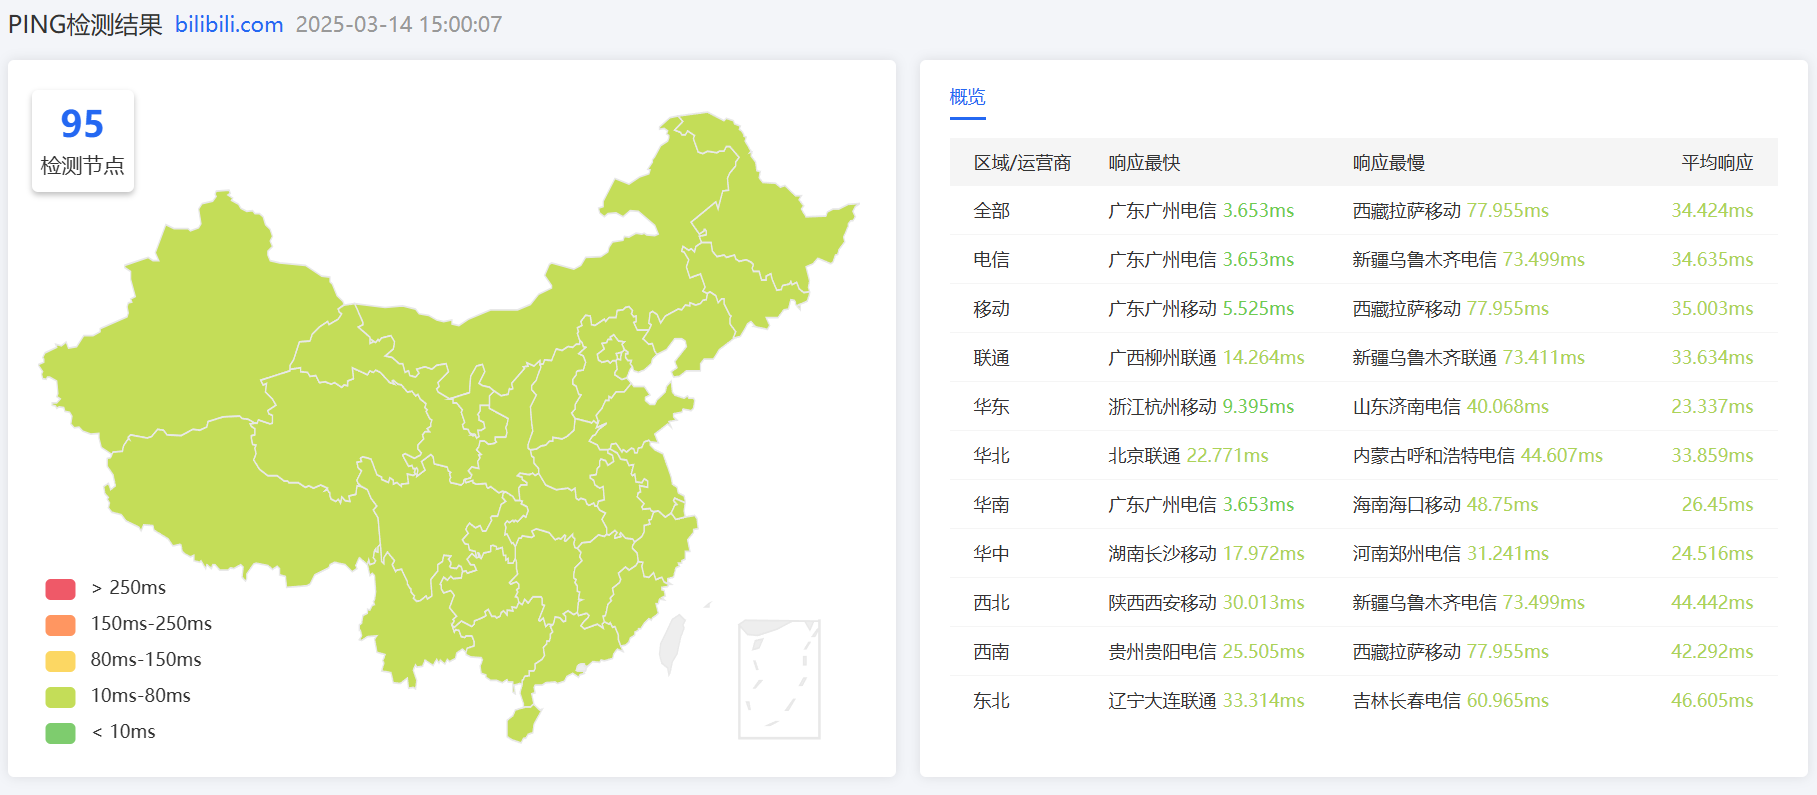 PING检测结果 bilibili.com 2025-03-14 15:00:07
95
检测节点
> 250ms
150ms-250ms
80ms-150ms
10ms-80ms
< 10ms
概览
区域/运营商 响应最快 响应最慢 平均响应
全部 广东广州电信 3.653ms 西藏拉萨移动 77.955ms 34.424ms
电信 广东广州电信 3.653ms 新疆乌鲁木齐电信 73.499ms 34.635ms
移动 广东广州移动 5.525ms 西藏拉萨移动 77.955ms 35.003ms
联通 广西柳州联通 14.264ms 新疆乌鲁木齐联通 73.411ms 33.634ms
华东 浙江杭州移动 9.395ms 山东济南电信 40.068ms 23.337ms
华北 北京联通 22.771ms 内蒙古呼和浩特电信 44.607ms 33.859ms
华南 广东广州电信 3.653ms 海南海口移动 48.75ms 26.45ms
华中 湖南长沙移动 17.972ms 河南郑州电信 31.241ms 24.516ms
西北 陕西西安移动 30.013ms 新疆乌鲁木齐电信 73.499ms 44.442ms
西南 贵州贵阳电信 25.505ms 西藏拉萨移动 77.955ms 42.292ms
东北 辽宁大连联通 33.314ms 吉林长春电信 60.965ms 46.605ms